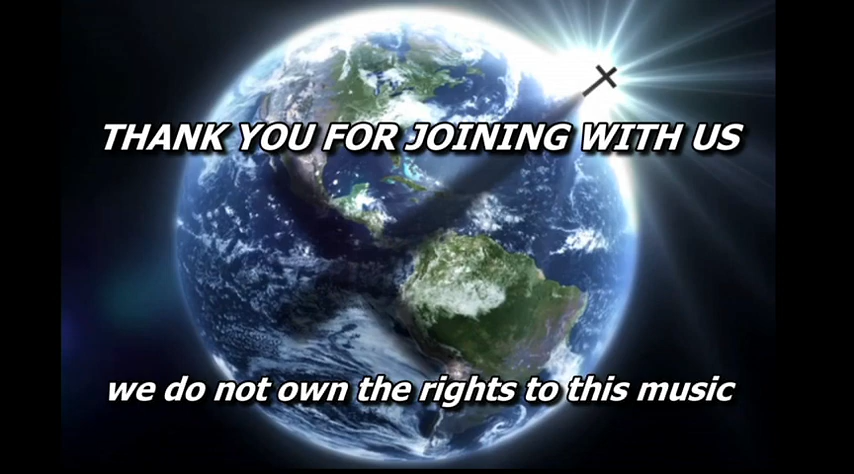 THANK YOU FOR JOINING WITH US
we do not own the rights to this music